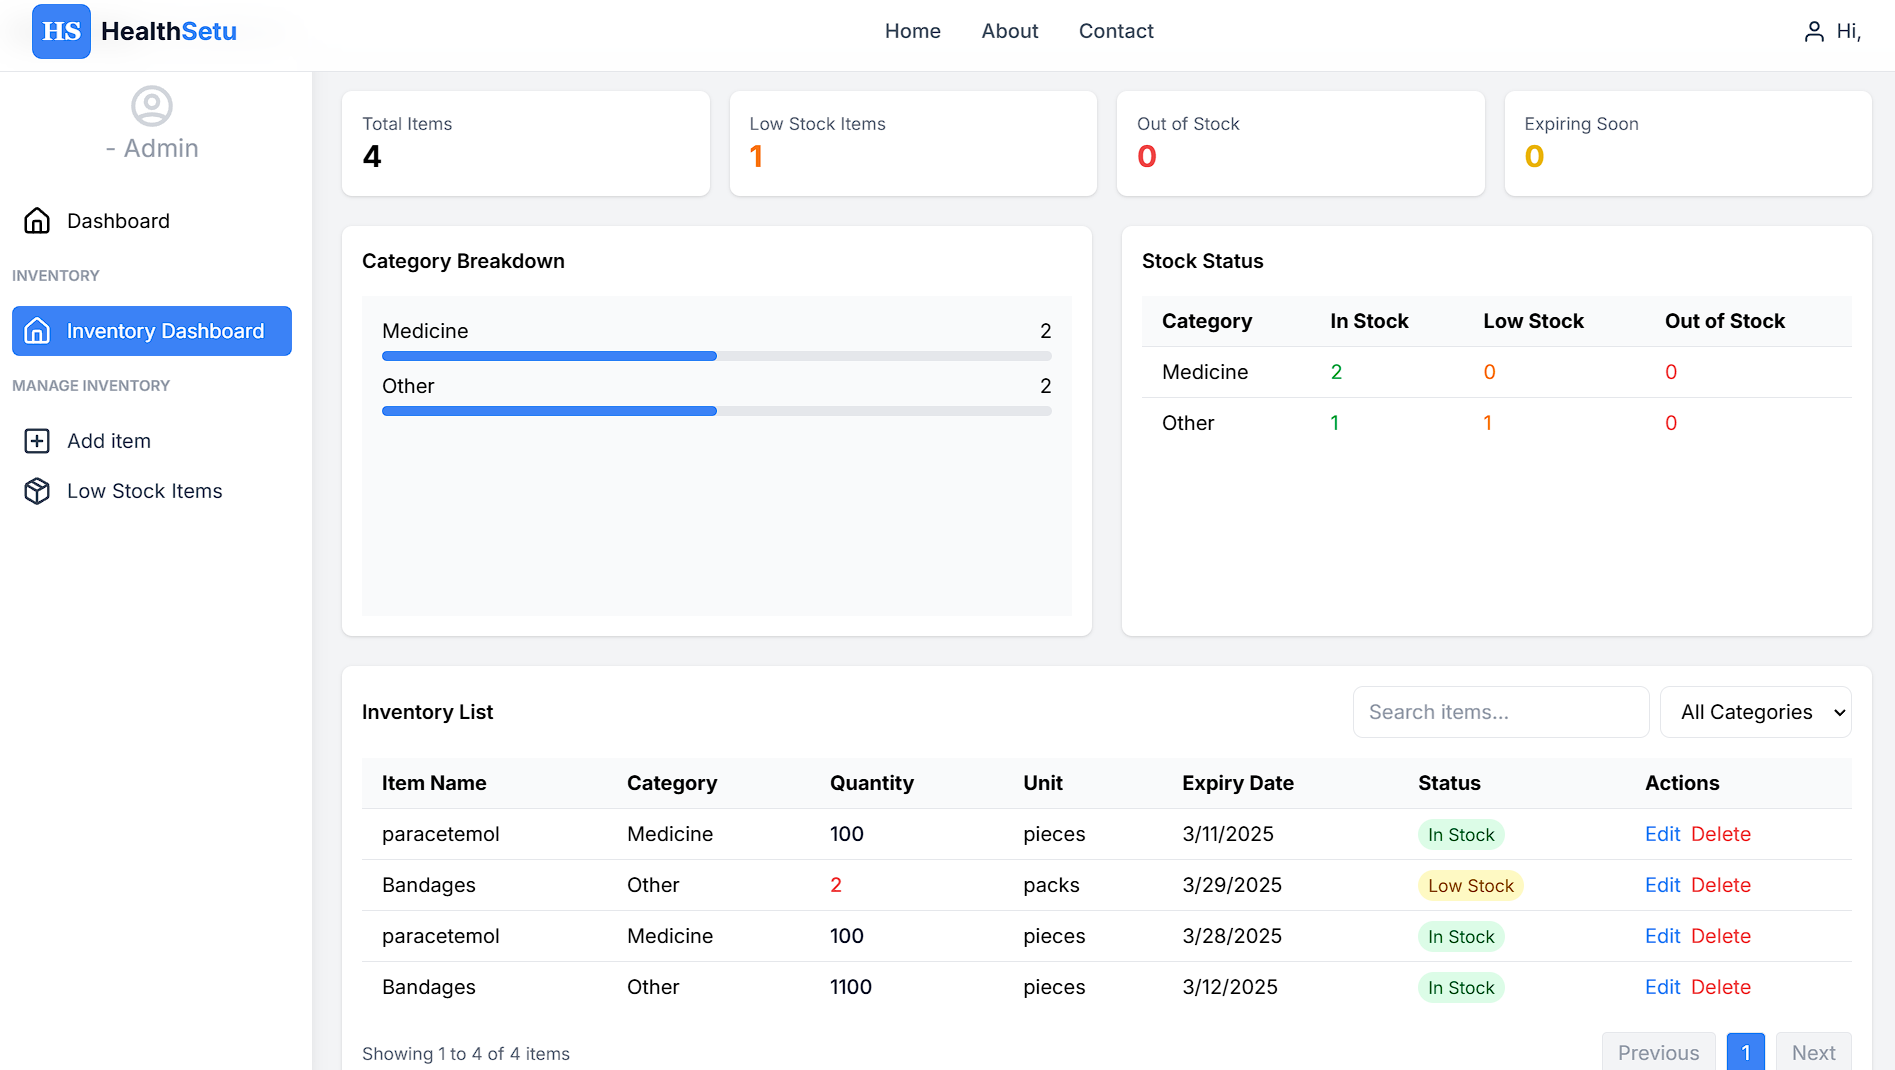 HS HealthSetu
Home About Contact
Hi,
- Admin
Dashboard
INVENTORY
Inventory Dashboard
MANAGE INVENTORY
Add item
Low Stock Items
Total Items
4
Low Stock Items
1
Out of Stock
0
Expiring Soon
0
Category Breakdown
Medicine 2
Other 2
Stock Status
Category In Stock Low Stock Out of Stock
Medicine 2 0 0
Other 1 1 0
Inventory List
Search items...
All Categories
Item Name Category Quantity Unit Expiry Date Status Actions
paracetemol Medicine 100 pieces 3/11/2025 In Stock Edit Delete
Bandages Other 2 packs 3/29/2025 Low Stock Edit Delete
paracetemol Medicine 100 pieces 3/28/2025 In Stock Edit Delete
Bandages Other 1100 pieces 3/12/2025 In Stock Edit Delete
Showing 1 to 4 of 4 items
Previous 1 Next